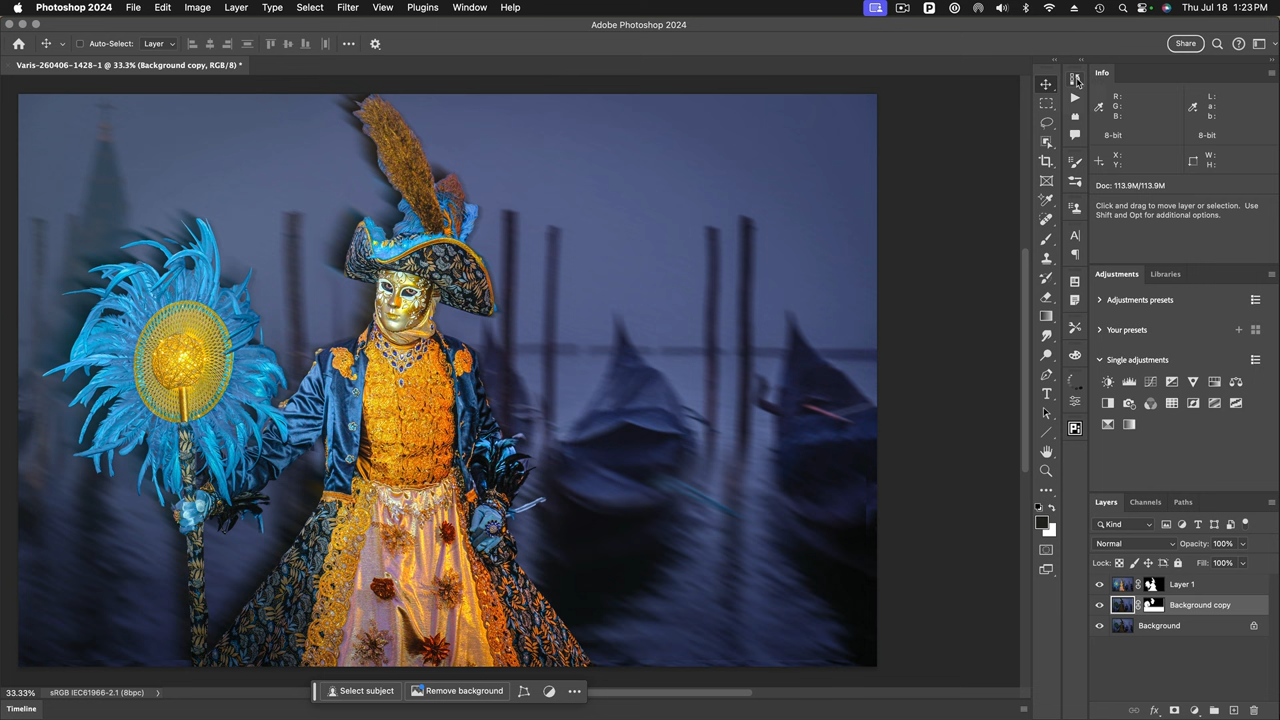 Photoshop 2024 File Edit Image Layer Type Select Filter View Plugins Window Help Thu Jul 18 1:23 PM
Adobe Photoshop 2024
Auto-Select: Layer Share
Varis-260406-1428-1 @ 33.3% (Background copy, RGB/8) *
Info
R: L:
G: a:
B: b:
8-bit 8-bit
X: W:
Y: H:
Doc: 113.9M/113.9M
Click and drag to move layer or selection. Use
Shift and Opt for additional options.
Adjustments Libraries
Adjustments presets
Your presets
Single adjustments
Layers Channels Paths
Kind
Normal Opacity: 100%
Lock: Fill: 100%
Layer 1
Background copy
Background
Select subject Remove background
33.33% sRGB IEC61966-2.1 (8bpc)
Timeline